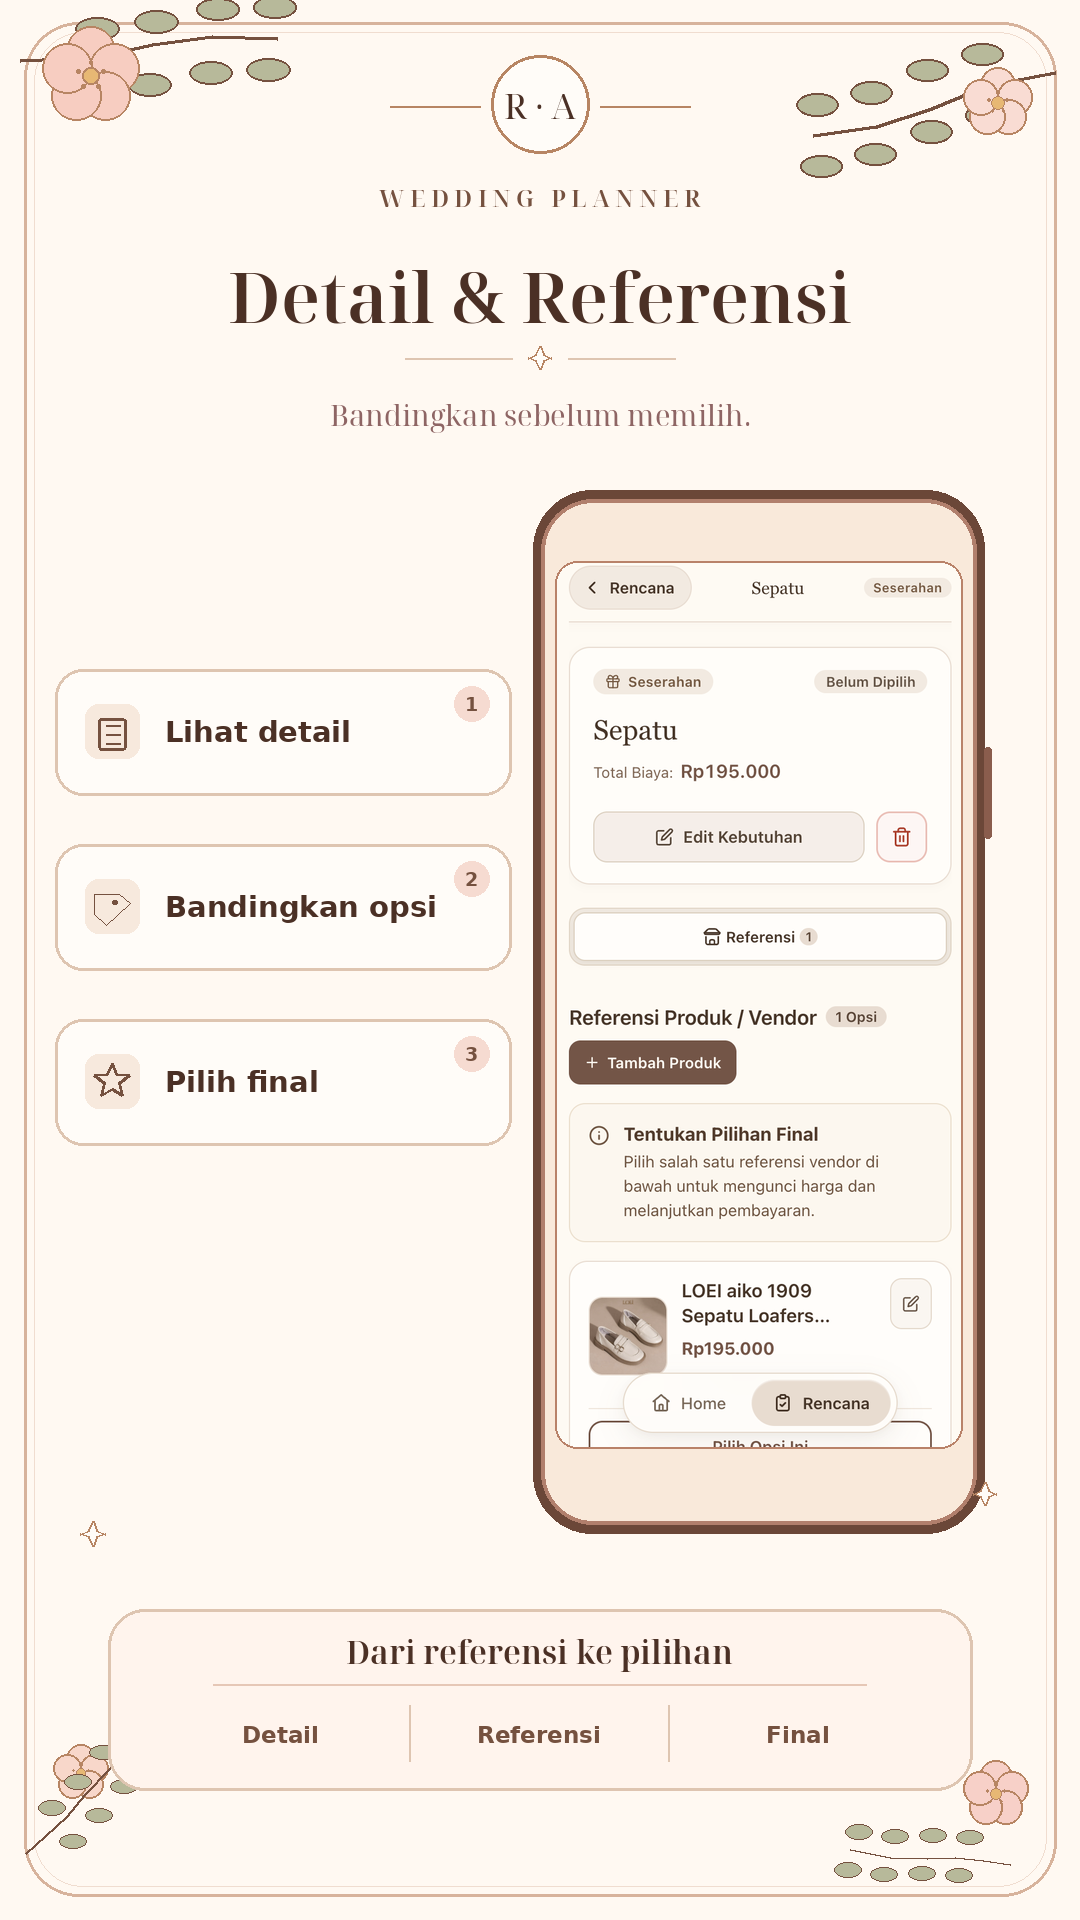 R · A
WEDDING PLANNER
Detail & Referensi
Bandingkan sebelum memilih.
1
Lihat detail
2
Bandingkan opsi
3
Pilih final
Rencana
Sepatu
Seserahan
Seserahan
Belum Dipilih
Sepatu
Total Biaya: Rp195.000
Edit Kebutuhan
Referensi 1
Referensi Produk / Vendor 1 Opsi
+ Tambah Produk
Tentukan Pilihan Final
Pilih salah satu referensi vendor di
bawah untuk mengunci harga dan
melanjutkan pembayaran.
LOEI aiko 1909
Sepatu Loafers...
Rp195.000
Home
Rencana
Pilih Opsi Ini
Dari referensi ke pilihan
Detail
Referensi
Final